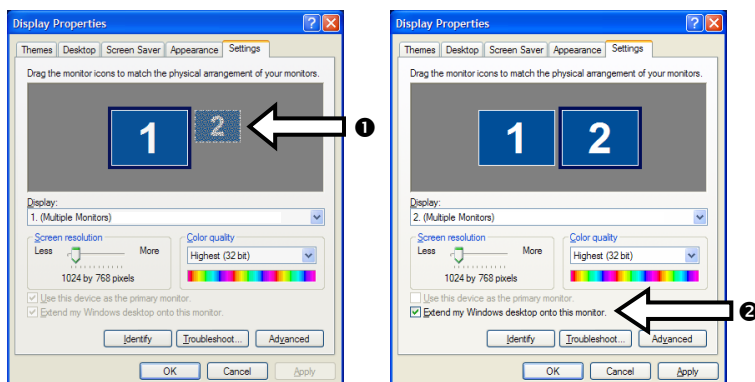 Display Properties
Themes Desktop Screen Saver Appearance Settings
Drag the monitor icons to match the physical arrangement of your monitors.
1 2
❶
Display:
1. (Multiple Monitors)
Screen resolution
Less More
1024 by 768 pixels
Color quality
Highest (32 bit)
Use this device as the primary monitor.
Extend my Windows desktop onto this monitor.
Identify Troubleshoot... Advanced
OK Cancel Apply
Display Properties
Themes Desktop Screen Saver Appearance Settings
Drag the monitor icons to match the physical arrangement of your monitors.
1 2
Display:
2. (Multiple Monitors)
Screen resolution
Less More
1024 by 768 pixels
Color quality
Highest (32 bit)
Use this device as the primary monitor.
Extend my Windows desktop onto this monitor.
❷
Identify Troubleshoot... Advanced
OK Cancel Apply